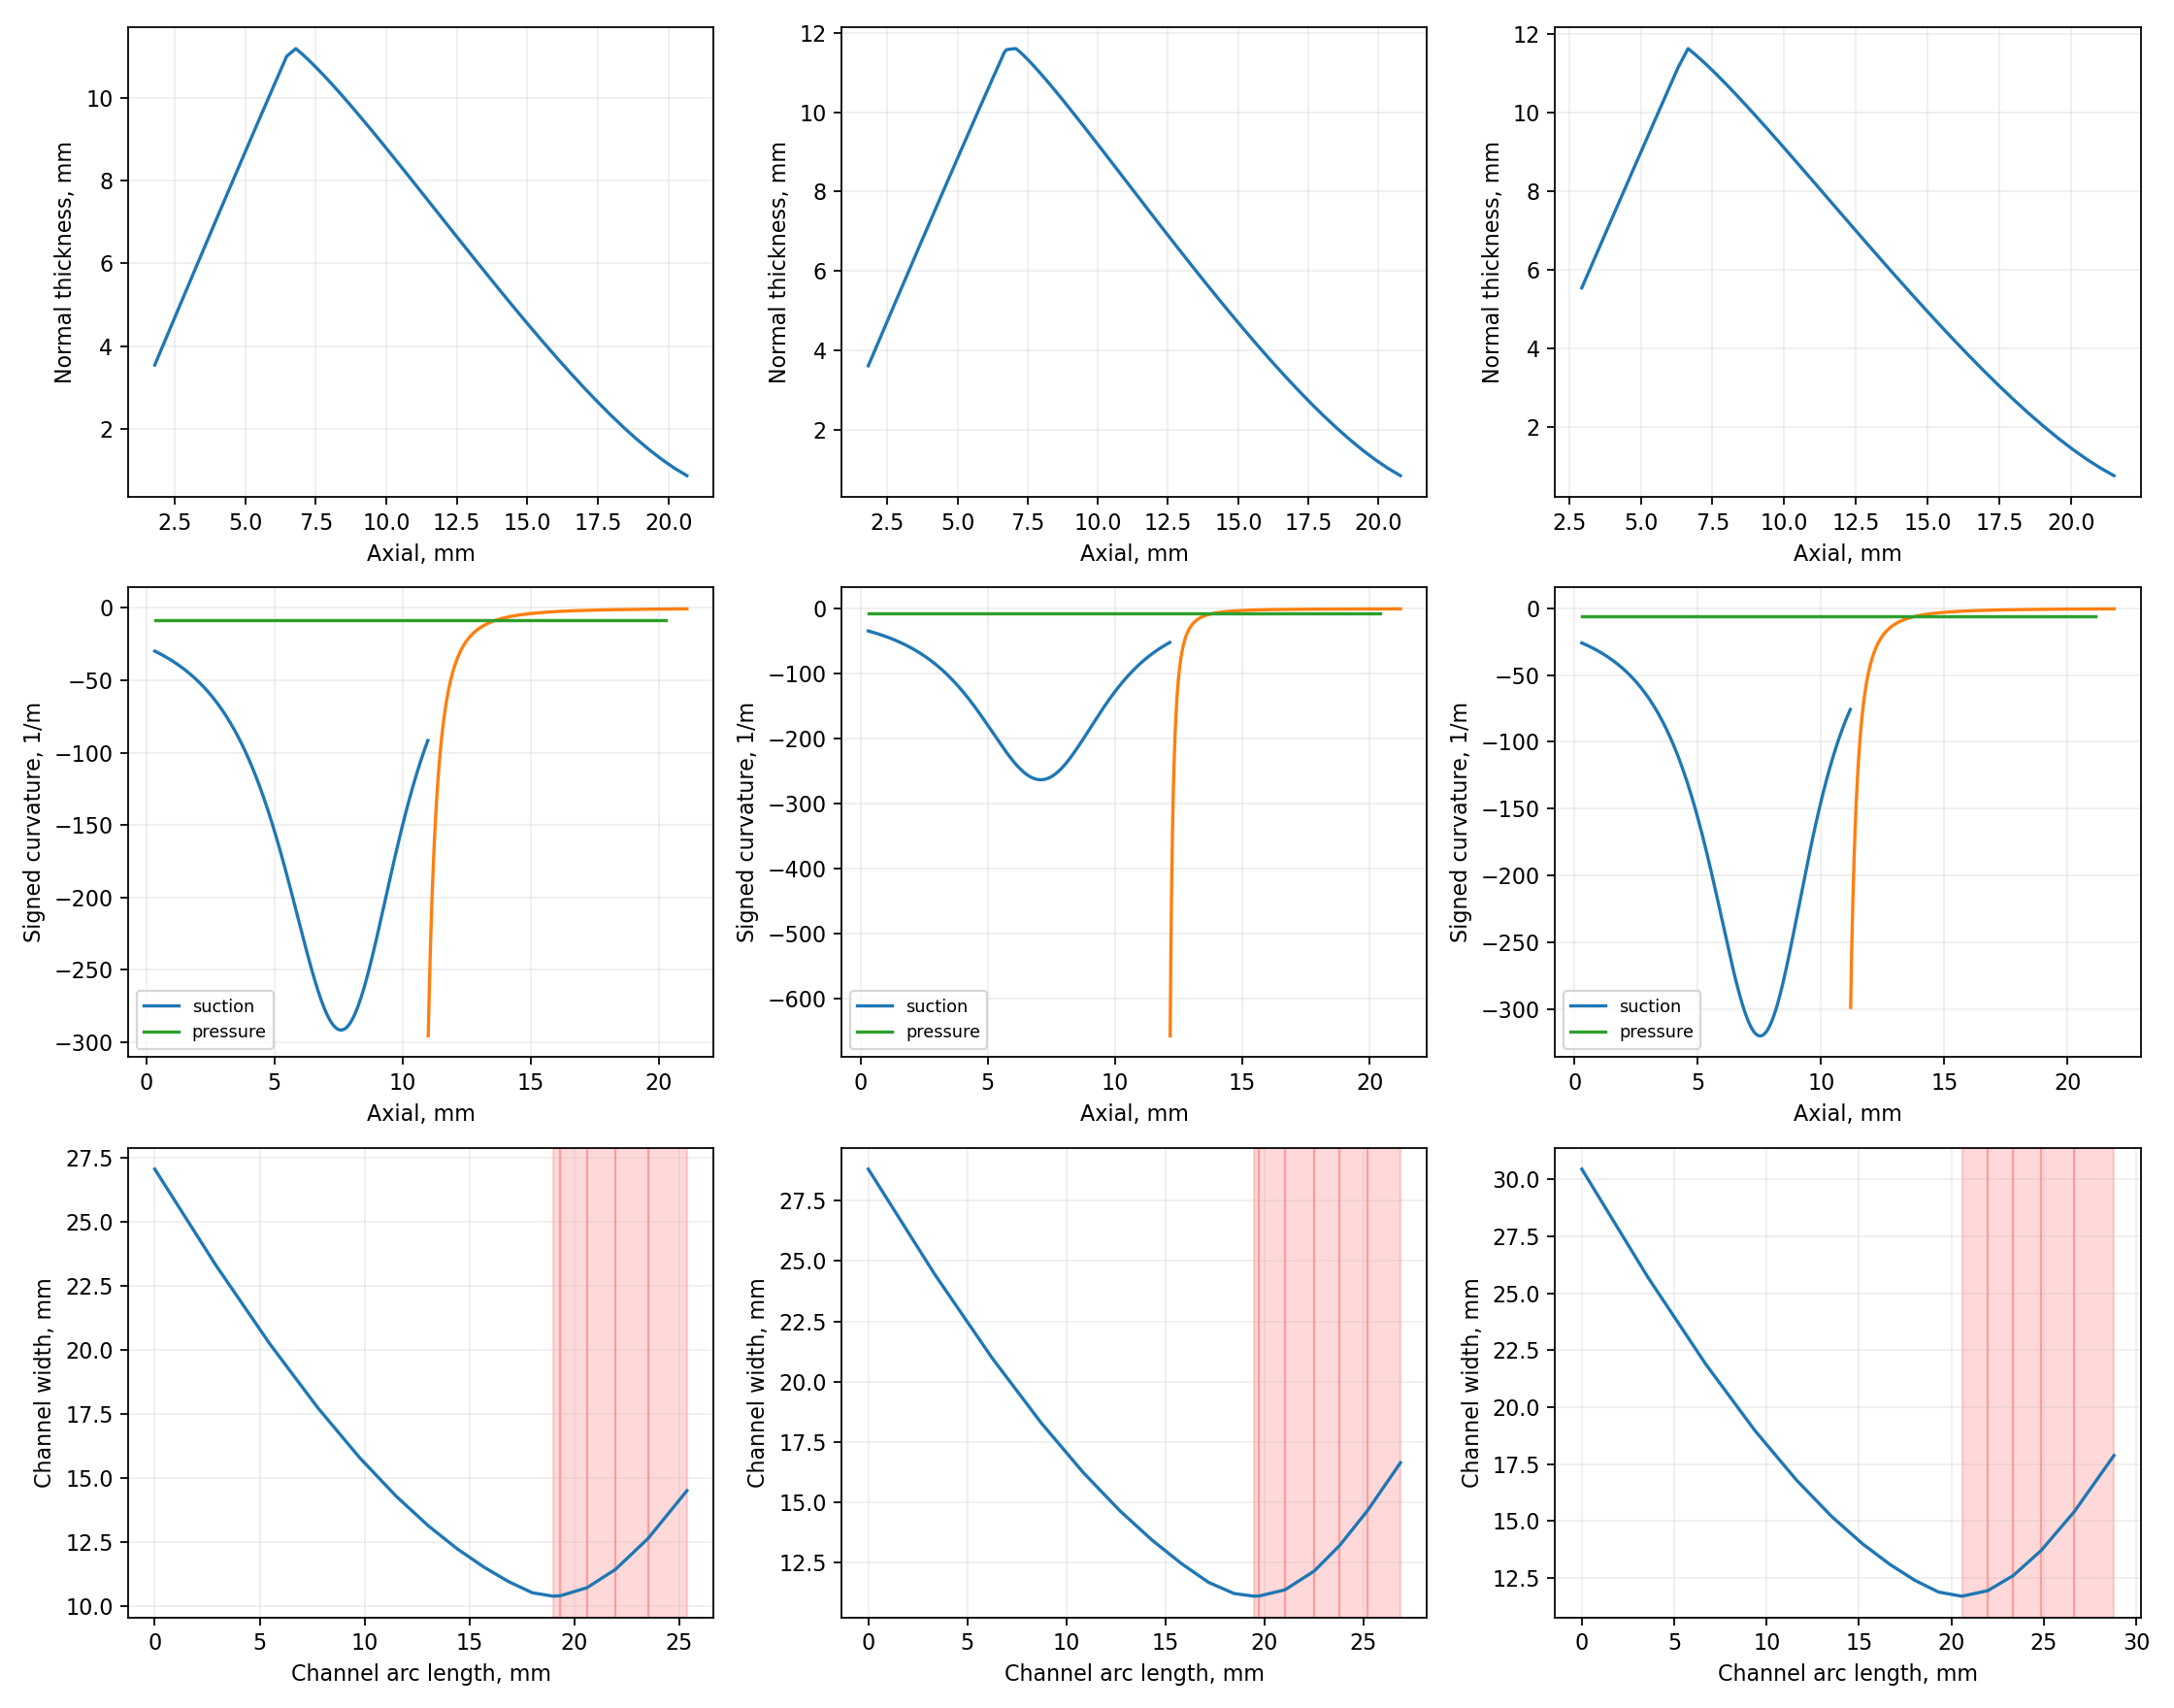 Normal thickness, mm
10
8
6
4
2
2.5 5.0 7.5 10.0 12.5 15.0 17.5 20.0
Axial, mm
Normal thickness, mm
12
10
8
6
4
2
2.5 5.0 7.5 10.0 12.5 15.0 17.5 20.0
Axial, mm
Normal thickness, mm
12
10
8
6
4
2
2.5 5.0 7.5 10.0 12.5 15.0 17.5 20.0
Axial, mm
Signed curvature, 1/m
0
−50
−100
−150
−200
−250
−300
suction
pressure
0 5 10 15 20
Axial, mm
Signed curvature, 1/m
0
−100
−200
−300
−400
−500
−600
suction
pressure
0 5 10 15 20
Axial, mm
Signed curvature, 1/m
0
−50
−100
−150
−200
−250
−300
suction
pressure
0 5 10 15 20
Axial, mm
Channel width, mm
27.5
25.0
22.5
20.0
17.5
15.0
12.5
10.0
0 5 10 15 20 25
Channel arc length, mm
Channel width, mm
27.5
25.0
22.5
20.0
17.5
15.0
12.5
0 5 10 15 20 25
Channel arc length, mm
Channel width, mm
30.0
27.5
25.0
22.5
20.0
17.5
15.0
12.5
0 5 10 15 20 25 30
Channel arc length, mm